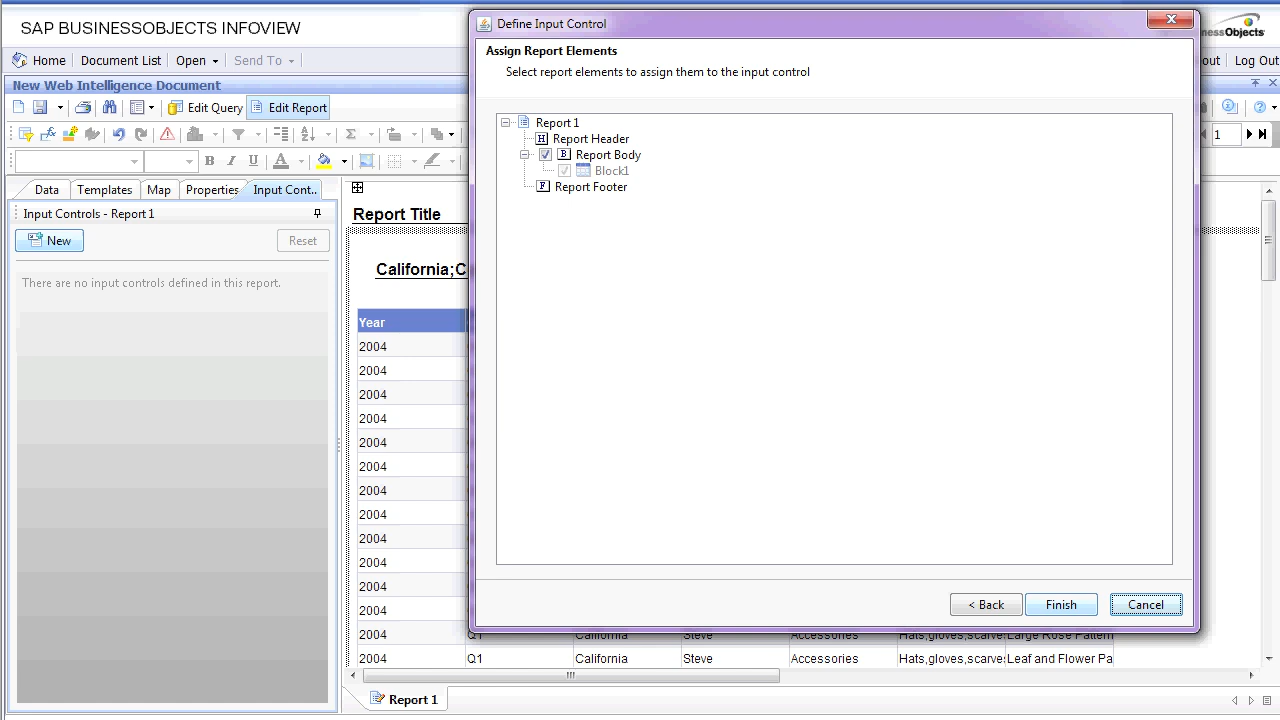 SAP BUSINESSOBJECTS INFOVIEW
Define Input Control
nessObjects
Home Document List Open Send To
out Log Out
Assign Report Elements
Select report elements to assign them to the input control
New Web Intelligence Document
Edit Query Edit Report
1
B I U A
Data Templates Map Properties Input Cont..
Input Controls - Report 1
New Reset
There are no input controls defined in this report.
Report 1
H Report Header
B Report Body
Block1
F Report Footer
Report Title
California;C
Year
2004
2004
2004
2004
2004
2004
2004
2004
2004
2004
2004
2004
2004 Q1 California Steve Accessories Hats,gloves,scarves Large Rose Pattern
2004 Q1 California Steve Accessories Hats,gloves,scarves Leaf and Flower Pa
< Back Finish Cancel
Report 1